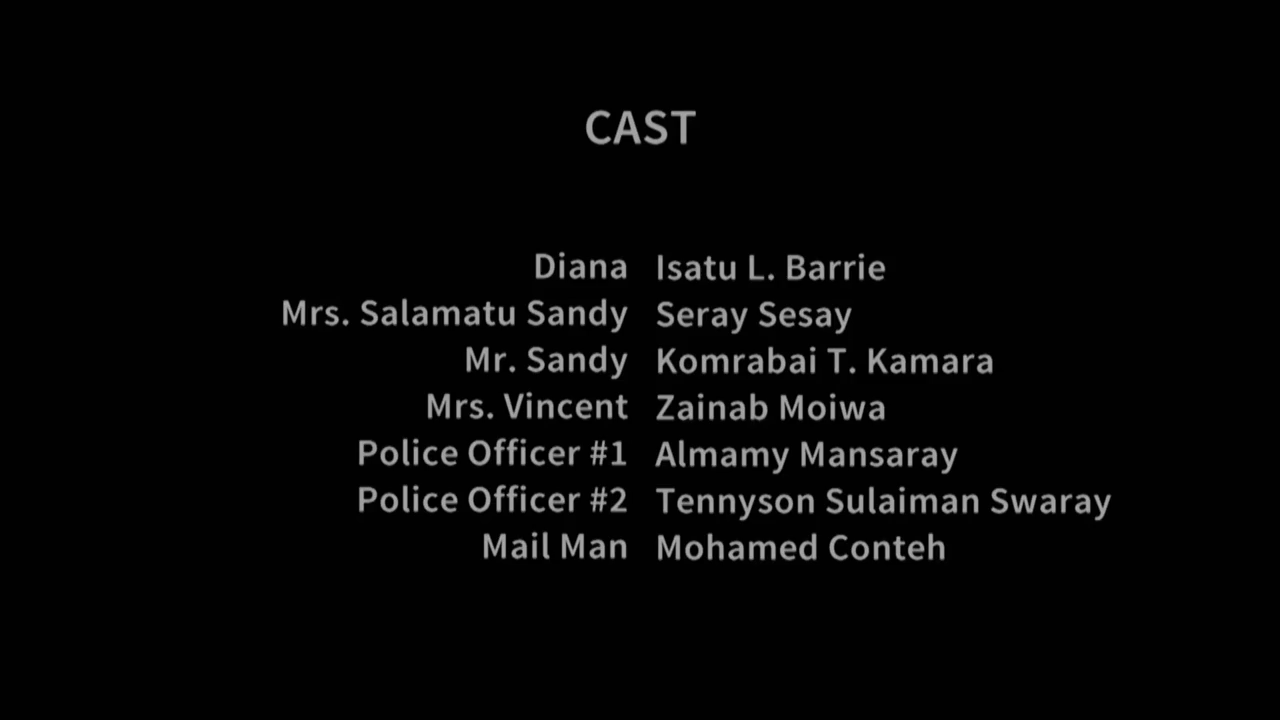 CAST
Diana Isatu L. Barrie
Mrs. Salamatu Sandy Seray Sesay
Mr. Sandy Komrabai T. Kamara
Mrs. Vincent Zainab Moiwa
Police Officer #1 Almamy Mansaray
Police Officer #2 Tennyson Sulaiman Swaray
Mail Man Mohamed Conteh